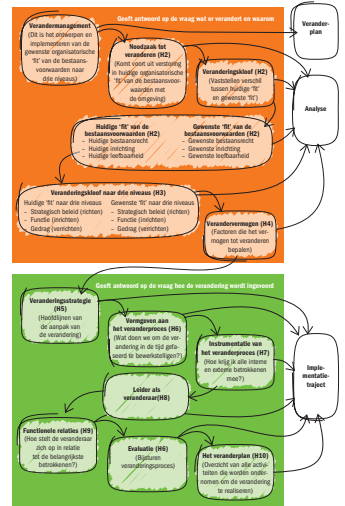 Geeft antwoord op de vraag wat er verandert en waarom
Verandermanagement
(Dit is het ontwerpen en
implementeren van de
gewenste organisatorische
'fit' van de bestaans-
voorwaarden naar
drie niveaus)
Noodzaak tot
veranderen (H2)
(Komt voort uit verstoring
in huidige organisatorische
'fit' van de bestaansvoor-
waarden met
de omgeving)
Veranderingskloof (H2)
(Vaststellen verschil
tussen huidige 'fit'
en gewenste 'fit')
Verander-
plan
Analyse
Huidige 'fit' van de
bestaansvoorwaarden (H2)
– Huidige bestaansrecht
– Huidige inrichting
– Huidige leefbaarheid
Gewenste 'fit' van de
bestaansvoorwaarden (H2)
– Gewenste bestaansrecht
– Gewenste inrichting
– Gewenste leefbaarheid
Veranderingskloof naar drie niveaus (H3)
Huidige 'fit' naar drie niveaus
– Strategisch beleid (richten)
– Functie (inrichten)
– Gedrag (verrichten)
Gewenste 'fit' naar drie niveaus
– Strategisch beleid (richten)
– Functie (inrichten)
– Gedrag (verrichten)
Verandervermogen (H4)
(Factoren die het ver-
mogen tot veranderen
bepalen)
Geeft antwoord op de vraag hoe de verandering wordt ingevoerd
Veranderingsstrategie
(H5)
(Hoofdlijnen van
de aanpak van
de verandering)
Vormgeven aan
het veranderproces (H6)
(Wat doen we om de ver-
andering in de tijd gefa-
seerd te bewerkstelligen?)
Instrumentatie van
het veranderproces (H7)
(Hoe krijg ik alle interne
en externe betrokkenen
mee?)
Imple-
mentatie-
traject
Leider als
veranderaar(H8)
Functionele relaties (H9)
(Hoe stelt de veranderaar
zich op in relatie
tot de belangrijkste
betrokkenen?)
Evaluatie (H6)
(Bijsturen
veranderingsproces)
Het veranderplan (H10)
(Overzicht van alle activi-
teiten die worden onder-
nomen om de verandering
te realiseren)